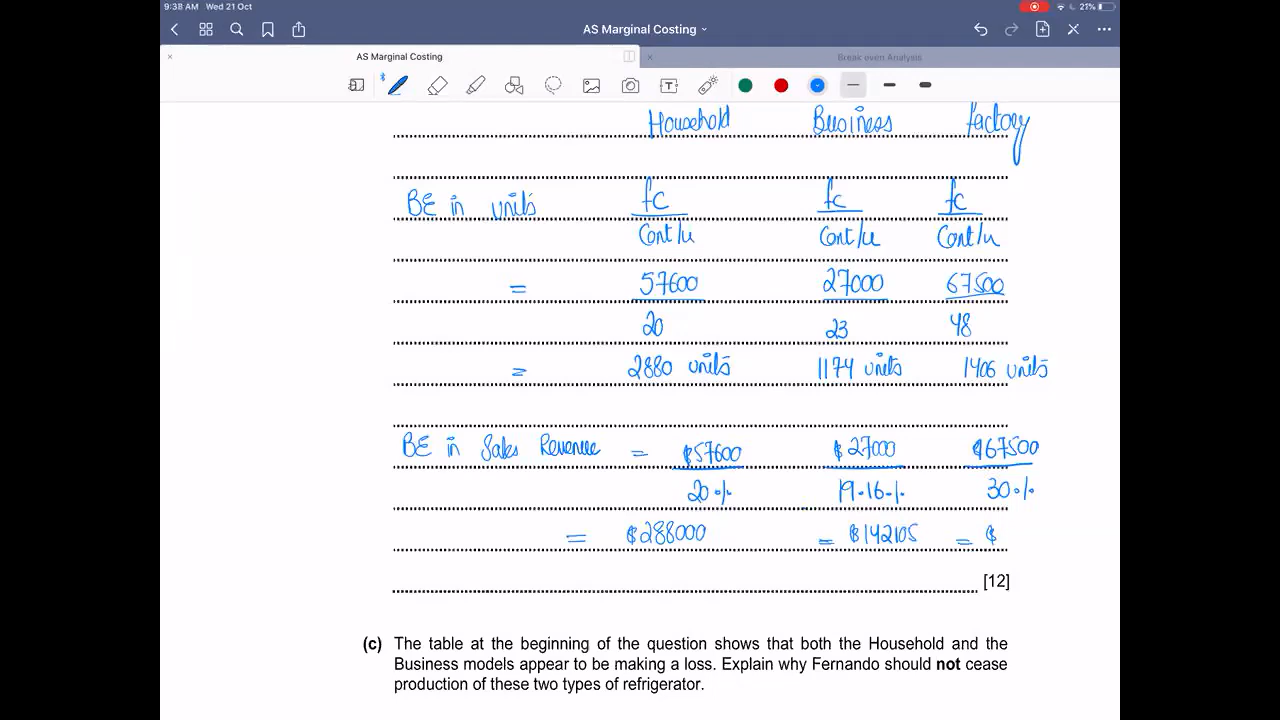 9:38 AM Wed 21 Oct
21%
AS Marginal Costing
AS Marginal Costing
Break even Analysis
Household Business Factory
BE in units fc fc fc
Cont/u Cont/u Cont/u
= 57600 27000 67500
20 23 48
= 2880 units 1174 units 1406 units
BE in Sales Revenue = $57600 $27000 $67500
20% 19.16% 30%
= $288000 = $142105 = $
[12]
(c) The table at the beginning of the question shows that both the Household and the
Business models appear to be making a loss. Explain why Fernando should not cease
production of these two types of refrigerator.